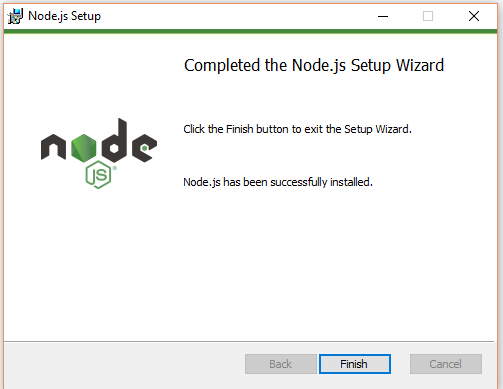 Node.js Setup
Completed the Node.js Setup Wizard
node
JS
Click the Finish button to exit the Setup Wizard.
Node.js has been successfully installed.
Back
Finish
Cancel